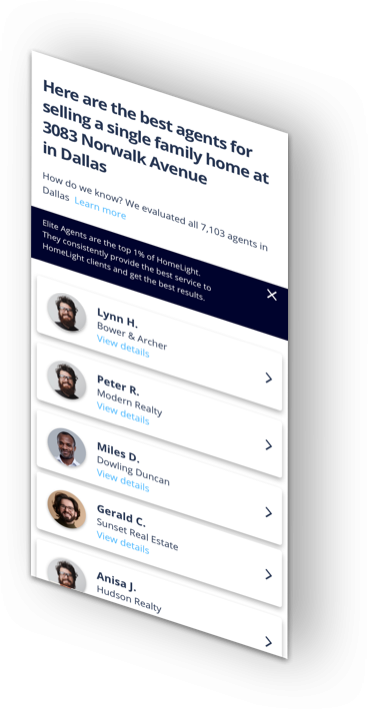 Here are the best agents for
selling a single family home at
3083 Norwalk Avenue
in Dallas
How do we know? We evaluated all 7,103 agents in
Dallas Learn more
Elite Agents are the top 1% of HomeLight.
They consistently provide the best service to
HomeLight clients and get the best results.
Lynn H.
Bower & Archer
View details
Peter R.
Modern Realty
View details
Miles D.
Dowling Duncan
View details
Gerald C.
Sunset Real Estate
View details
Anisa J.
Hudson Realty